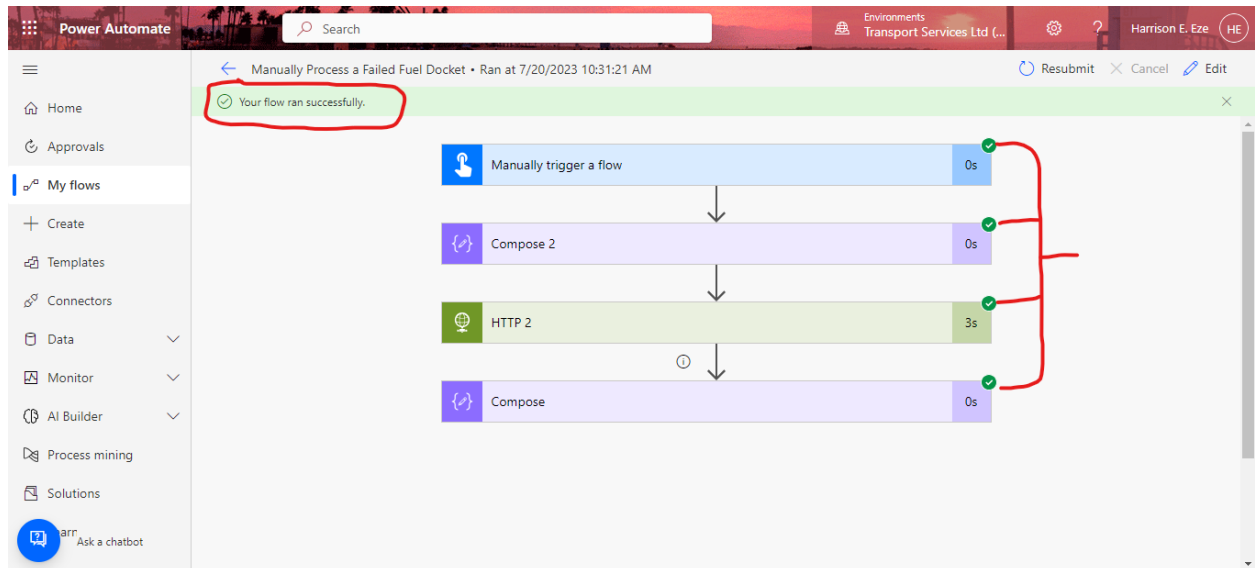 Power Automate
Search
Environments
Transport Services Ltd (...
?
Harrison E. Eze
HE
Manually Process a Failed Fuel Docket • Ran at 7/20/2023 10:31:21 AM
Resubmit
Cancel
Edit
Your flow ran successfully.
Home
Approvals
My flows
Create
Templates
Connectors
Data
Monitor
AI Builder
Process mining
Solutions
Ask a chatbot
Manually trigger a flow
0s
Compose 2
0s
HTTP 2
3s
Compose
0s